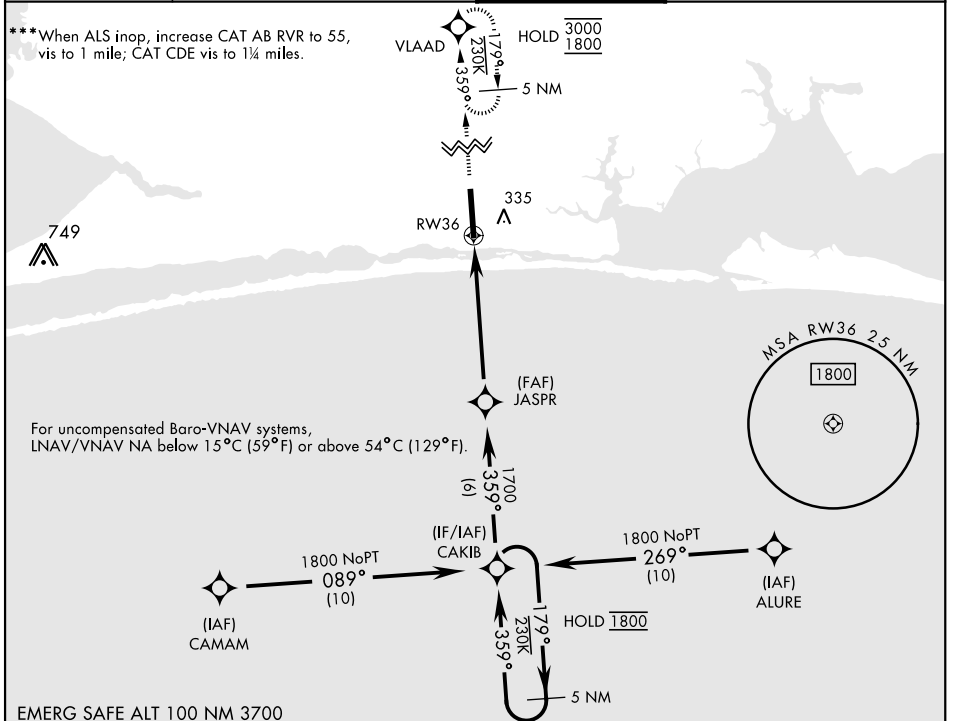 ***When ALS inop, increase CAT AB RVR to 55,
vis to 1 mile; CAT CDE vis to 1¼ miles.
VLAAD
HOLD 3000
1800
179°
230K
359°
5 NM
335
RW36
749
MSA RW36 25 NM
1800
(FAF)
JASPR
For uncompensated Baro-VNAV systems,
LNAV/VNAV NA below 15°C (59°F) or above 54°C (129°F).
1700
359°
(6)
(IF/IAF)
CAKIB
1800 NoPT
089°
(10)
1800 NoPT
269°
(10)
(IAF)
CAMAM
(IAF)
ALURE
179°
230K
359°
HOLD 1800
5 NM
EMERG SAFE ALT 100 NM 3700